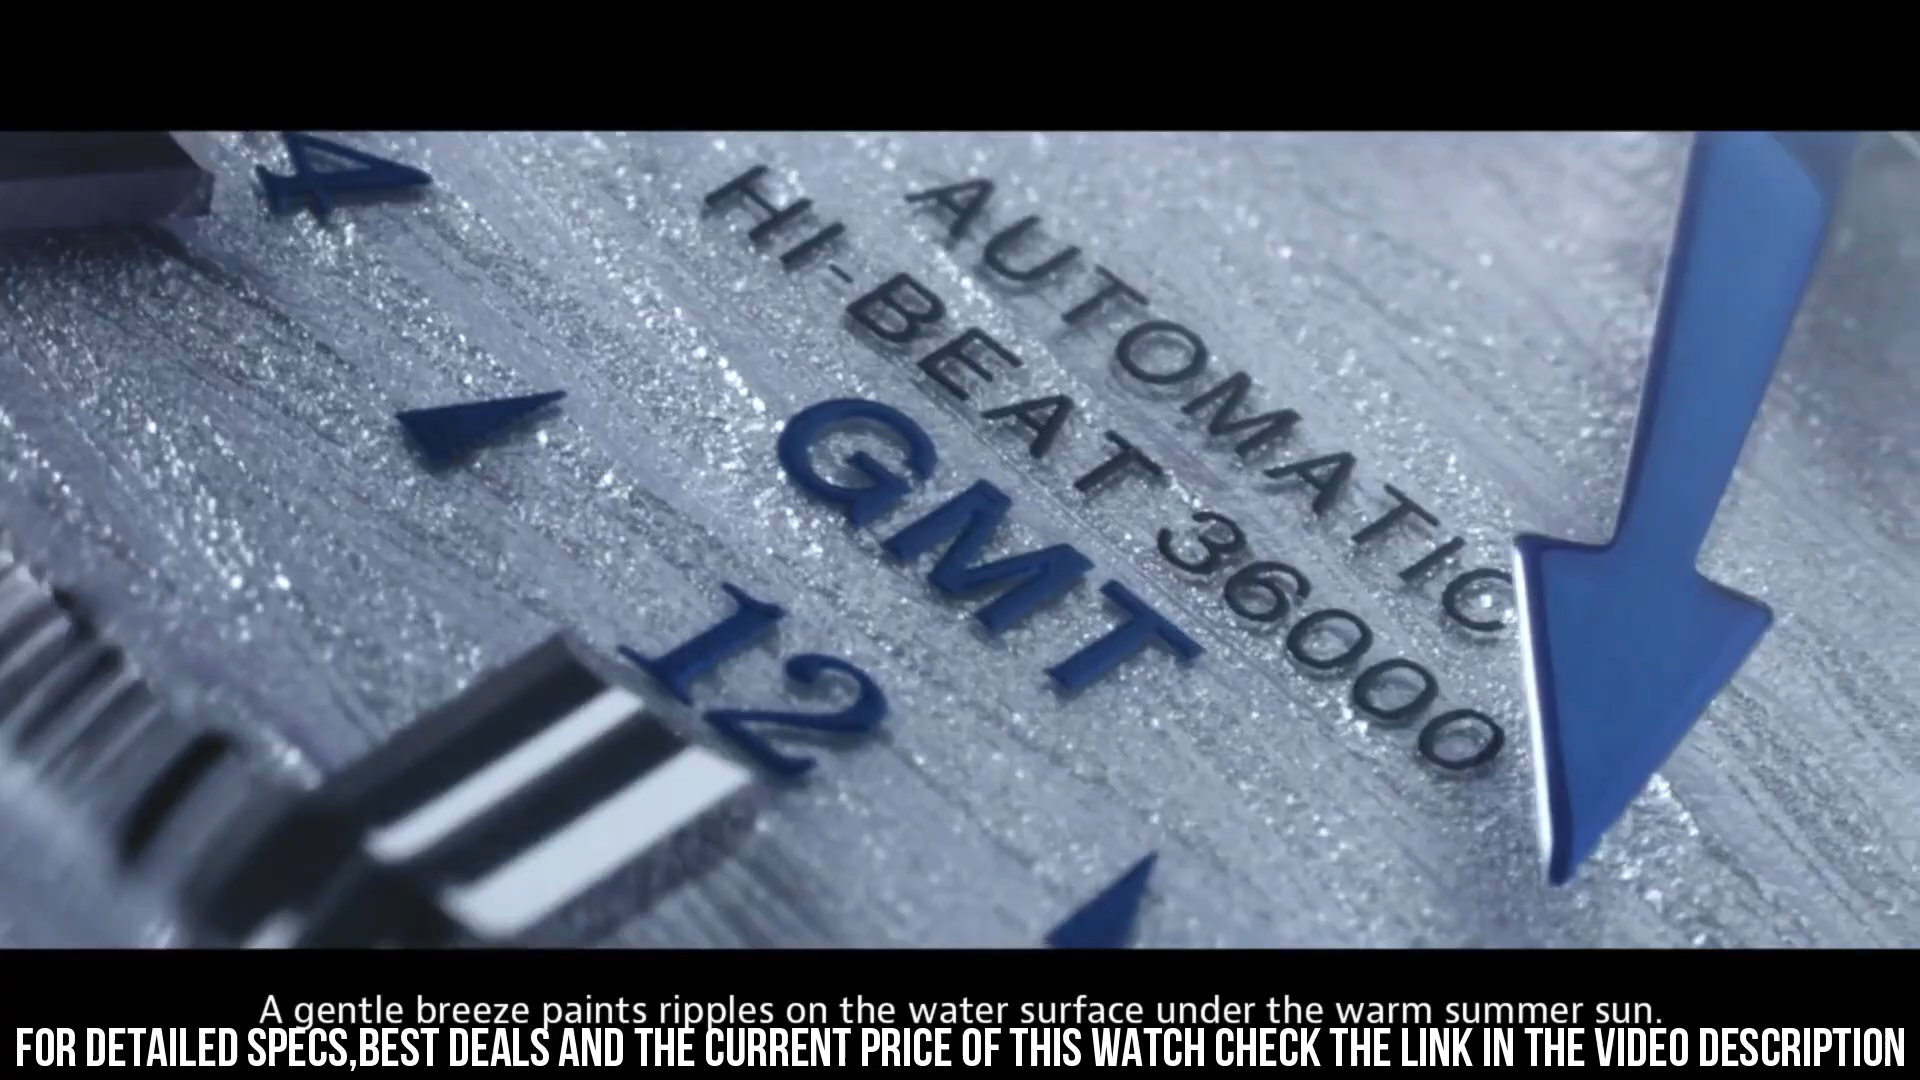 4
AUTOMATIC
HI-BEAT 36000
GMT
12
A gentle breeze paints ripples on the water surface under the warm summer sun.
FOR DETAILED SPECS,BEST DEALS AND THE CURRENT PRICE OF THIS WATCH CHECK THE LINK IN THE VIDEO DESCRIPTION